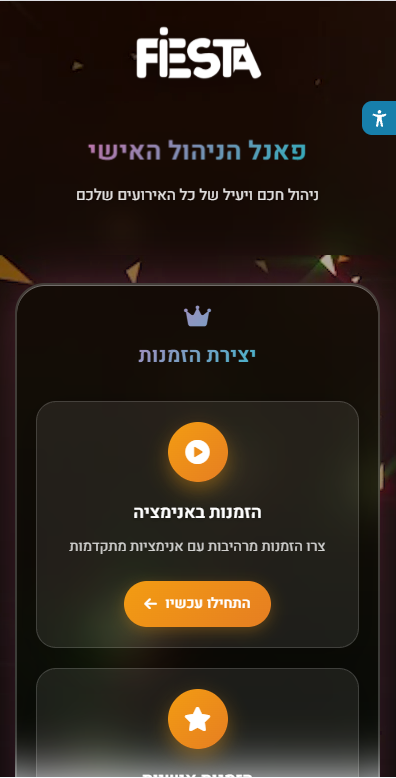 FIESTA
פאנל הניהול האישי
ניהול חכם ויעיל של כל האירועים שלכם
יצירת הזמנות
הזמנות באנימציה
צרו הזמנות מרהיבות עם אנימציות מתקדמות
התחילו עכשיו ←